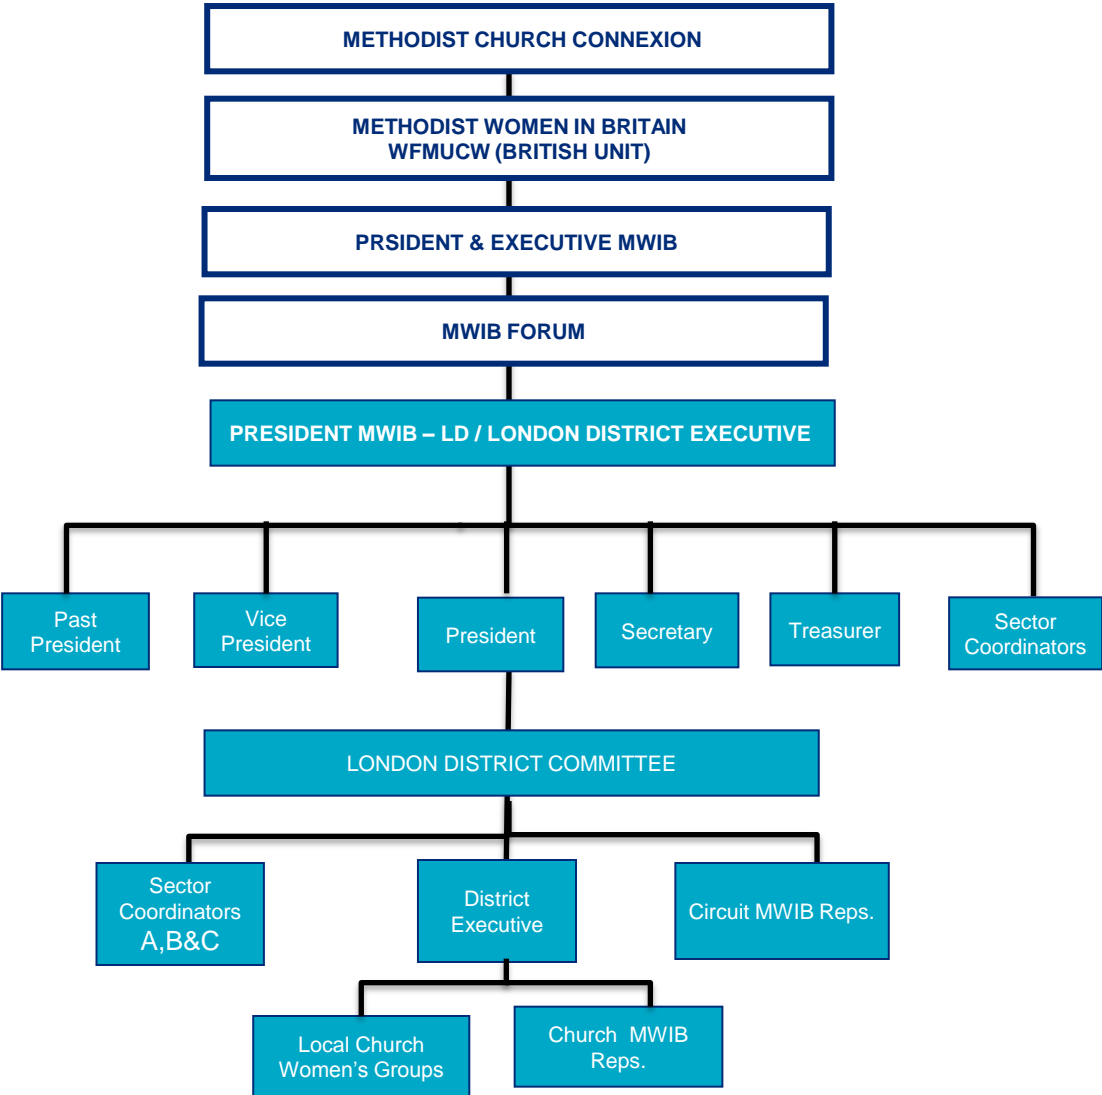 METHODIST CHURCH CONNEXION
METHODIST WOMEN IN BRITAIN
WFMUCW (BRITISH UNIT)
PRSIDENT & EXECUTIVE MWIB
MWIB FORUM
PRESIDENT MWIB – LD / LONDON DISTRICT EXECUTIVE
Past
President
Vice
President
President
Secretary
Treasurer
Sector
Coordinators
LONDON DISTRICT COMMITTEE
Sector
Coordinators
A,B&C
District
Executive
Circuit MWIB Reps.
Local Church
Women’s Groups
Church MWIB
Reps.